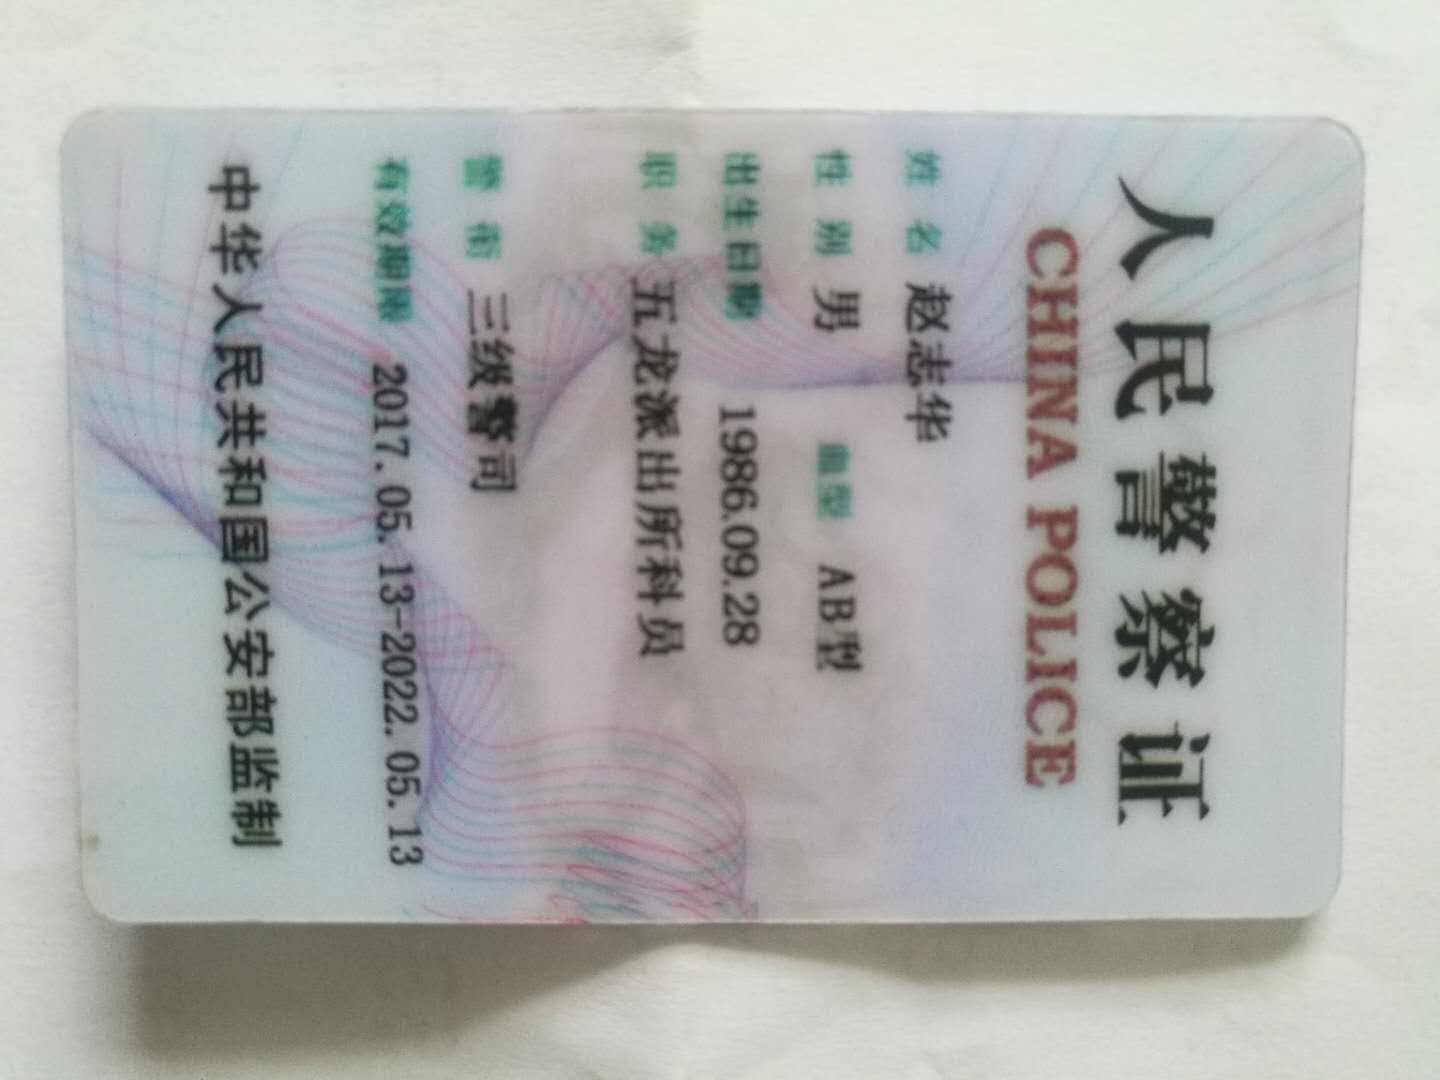 人民警察证
CHINA POLICE
姓名 赵志华
性别 男 血型 AB型
出生日期 1986.09.28
职务 五龙派出所科员
警衔 三级警司
有效期限 2017.05.13-2022.05.13
中华人民共和国公安部监制